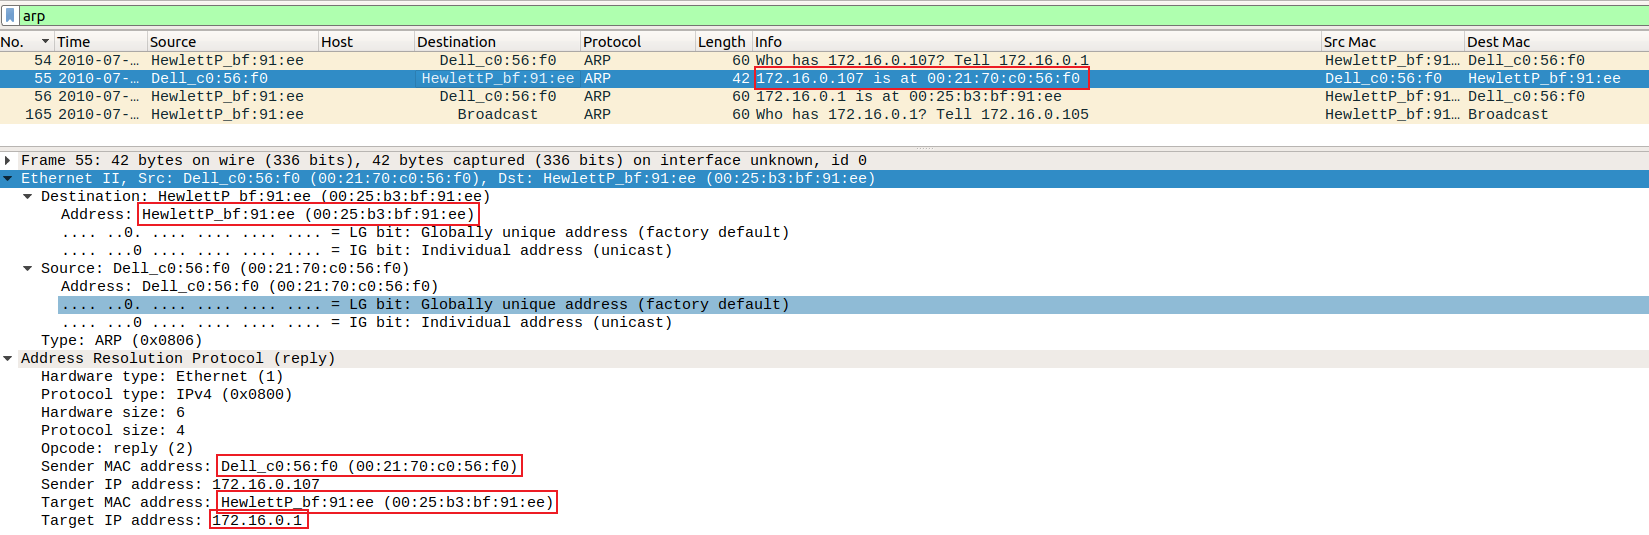 arp
No. Time Source Host Destination Protocol Length Info Src Mac Dest Mac
54 2010-07-… HewlettP_bf:91:ee Dell_c0:56:f0 ARP 60 Who has 172.16.0.107? Tell 172.16.0.1 HewlettP_bf:91… Dell_c0:56:f0
55 2010-07-… Dell_c0:56:f0 HewlettP_bf:91:ee ARP 42 172.16.0.107 is at 00:21:70:c0:56:f0 Dell_c0:56:f0 HewlettP_bf:91:ee
56 2010-07-… HewlettP_bf:91:ee Dell_c0:56:f0 ARP 60 172.16.0.1 is at 00:25:b3:bf:91:ee HewlettP_bf:91… Dell_c0:56:f0
165 2010-07-… HewlettP_bf:91:ee Broadcast ARP 60 Who has 172.16.0.1? Tell 172.16.0.105 HewlettP_bf:91… Broadcast
Frame 55: 42 bytes on wire (336 bits), 42 bytes captured (336 bits) on interface unknown, id 0
Ethernet II, Src: Dell_c0:56:f0 (00:21:70:c0:56:f0), Dst: HewlettP_bf:91:ee (00:25:b3:bf:91:ee)
Destination: HewlettP_bf:91:ee (00:25:b3:bf:91:ee)
Address: HewlettP_bf:91:ee (00:25:b3:bf:91:ee)
.... ..0. .... .... .... .... = LG bit: Globally unique address (factory default)
.... ...0 .... .... .... .... = IG bit: Individual address (unicast)
Source: Dell_c0:56:f0 (00:21:70:c0:56:f0)
Address: Dell_c0:56:f0 (00:21:70:c0:56:f0)
.... ..0. .... .... .... .... = LG bit: Globally unique address (factory default)
.... ...0 .... .... .... .... = IG bit: Individual address (unicast)
Type: ARP (0x0806)
Address Resolution Protocol (reply)
Hardware type: Ethernet (1)
Protocol type: IPv4 (0x0800)
Hardware size: 6
Protocol size: 4
Opcode: reply (2)
Sender MAC address: Dell_c0:56:f0 (00:21:70:c0:56:f0)
Sender IP address: 172.16.0.107
Target MAC address: HewlettP_bf:91:ee (00:25:b3:bf:91:ee)
Target IP address: 172.16.0.1